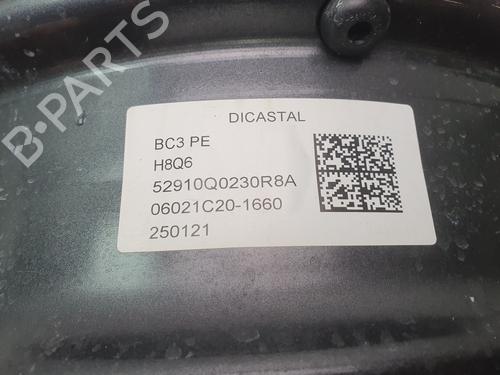 B-PARTS
DICASTAL
BC3 PE
H8Q6
52910Q0230R8A
06021C20-1660
250121